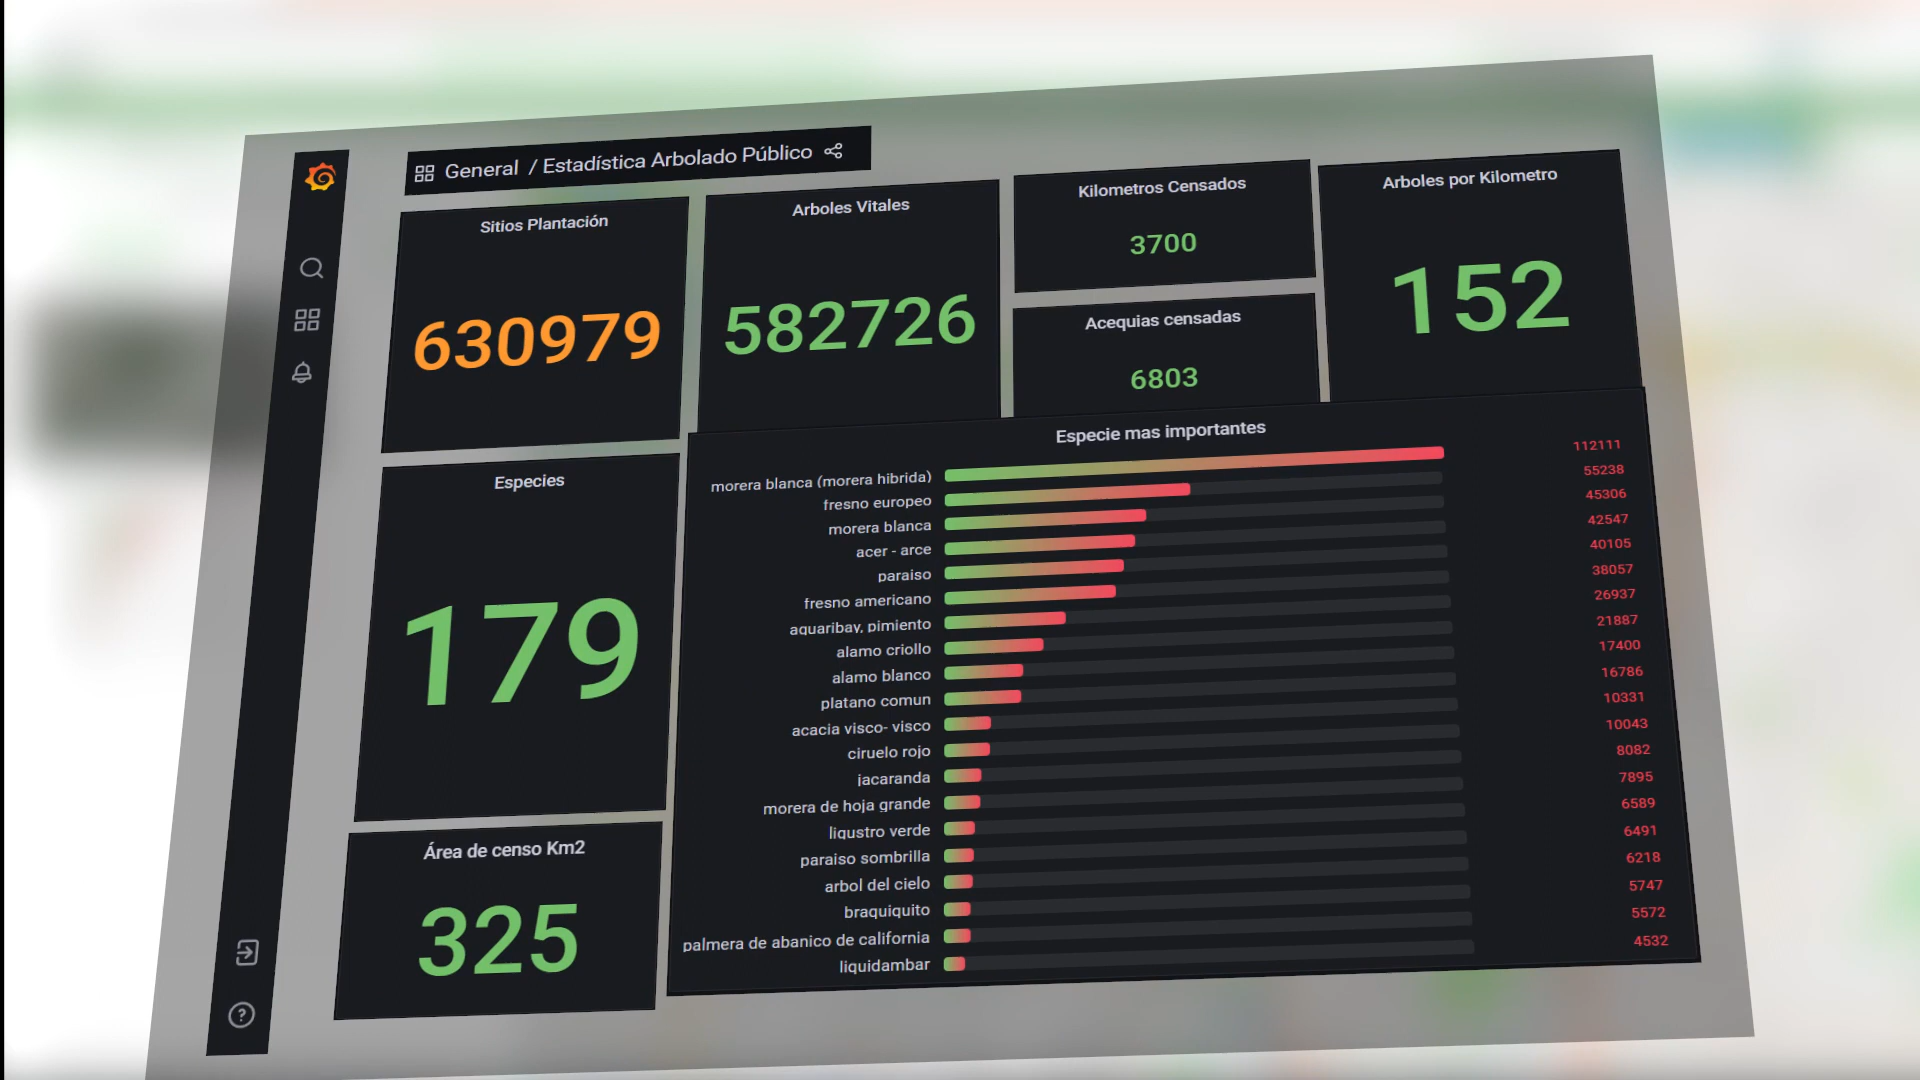 General / Estadística Arbolado Público
Sitios Plantación
630979
Arboles Vitales
582726
Kilometros Censados
3700
Acequias censadas
6803
Arboles por Kilometro
152
Especies
179
Área de censo Km2
325
Especie mas importantes
morera blanca (morera hibrida) 112111
fresno europeo 55238
morera blanca 45306
acer - arce 42547
paraiso 40105
fresno americano 38057
aguaribay, pimiento 26937
alamo criollo 21887
alamo blanco 17400
platano comun 16786
acacia visco- visco 10331
ciruelo rojo 10043
jacaranda 8082
morera de hoja grande 7895
ligustro verde 6589
paraiso sombrilla 6491
arbol del cielo 6218
braquiquito 5747
palmera de abanico de california 5572
liquidambar 4532